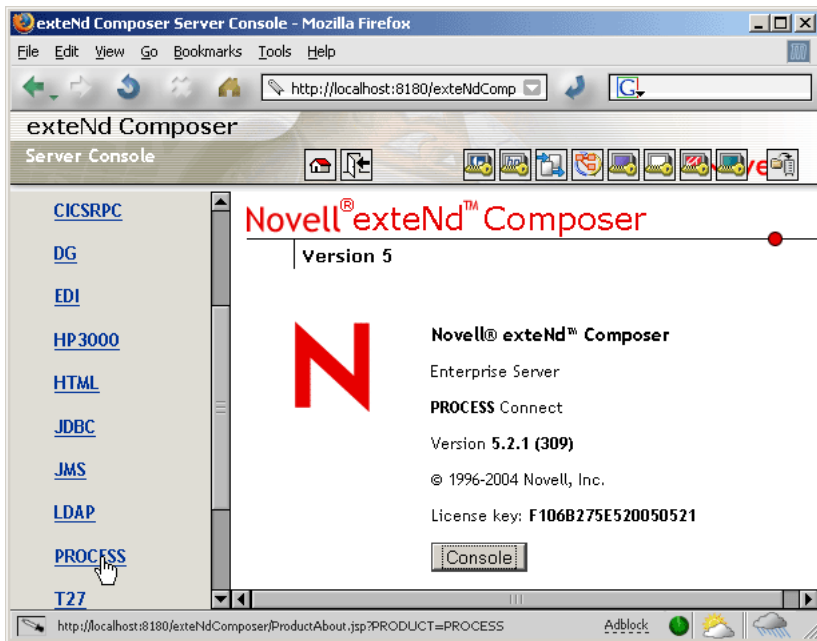 exteNd Composer Server Console - Mozilla Firefox
File Edit View Go Bookmarks Tools Help
http://localhost:8180/exteNdComp
G
exteNd Composer
Server Console
CICSRPC
DG
EDI
HP3000
HTML
JDBC
JMS
LDAP
PROCESS
T27
Novell® exteNd™ Composer
Version 5
N
Novell® exteNd™ Composer
Enterprise Server
PROCESS Connect
Version 5.2.1 (309)
© 1996-2004 Novell, Inc.
License key: F106B275E520050521
Console
http://localhost:8180/exteNdComposer/ProductAbout.jsp?PRODUCT=PROCESS Adblock